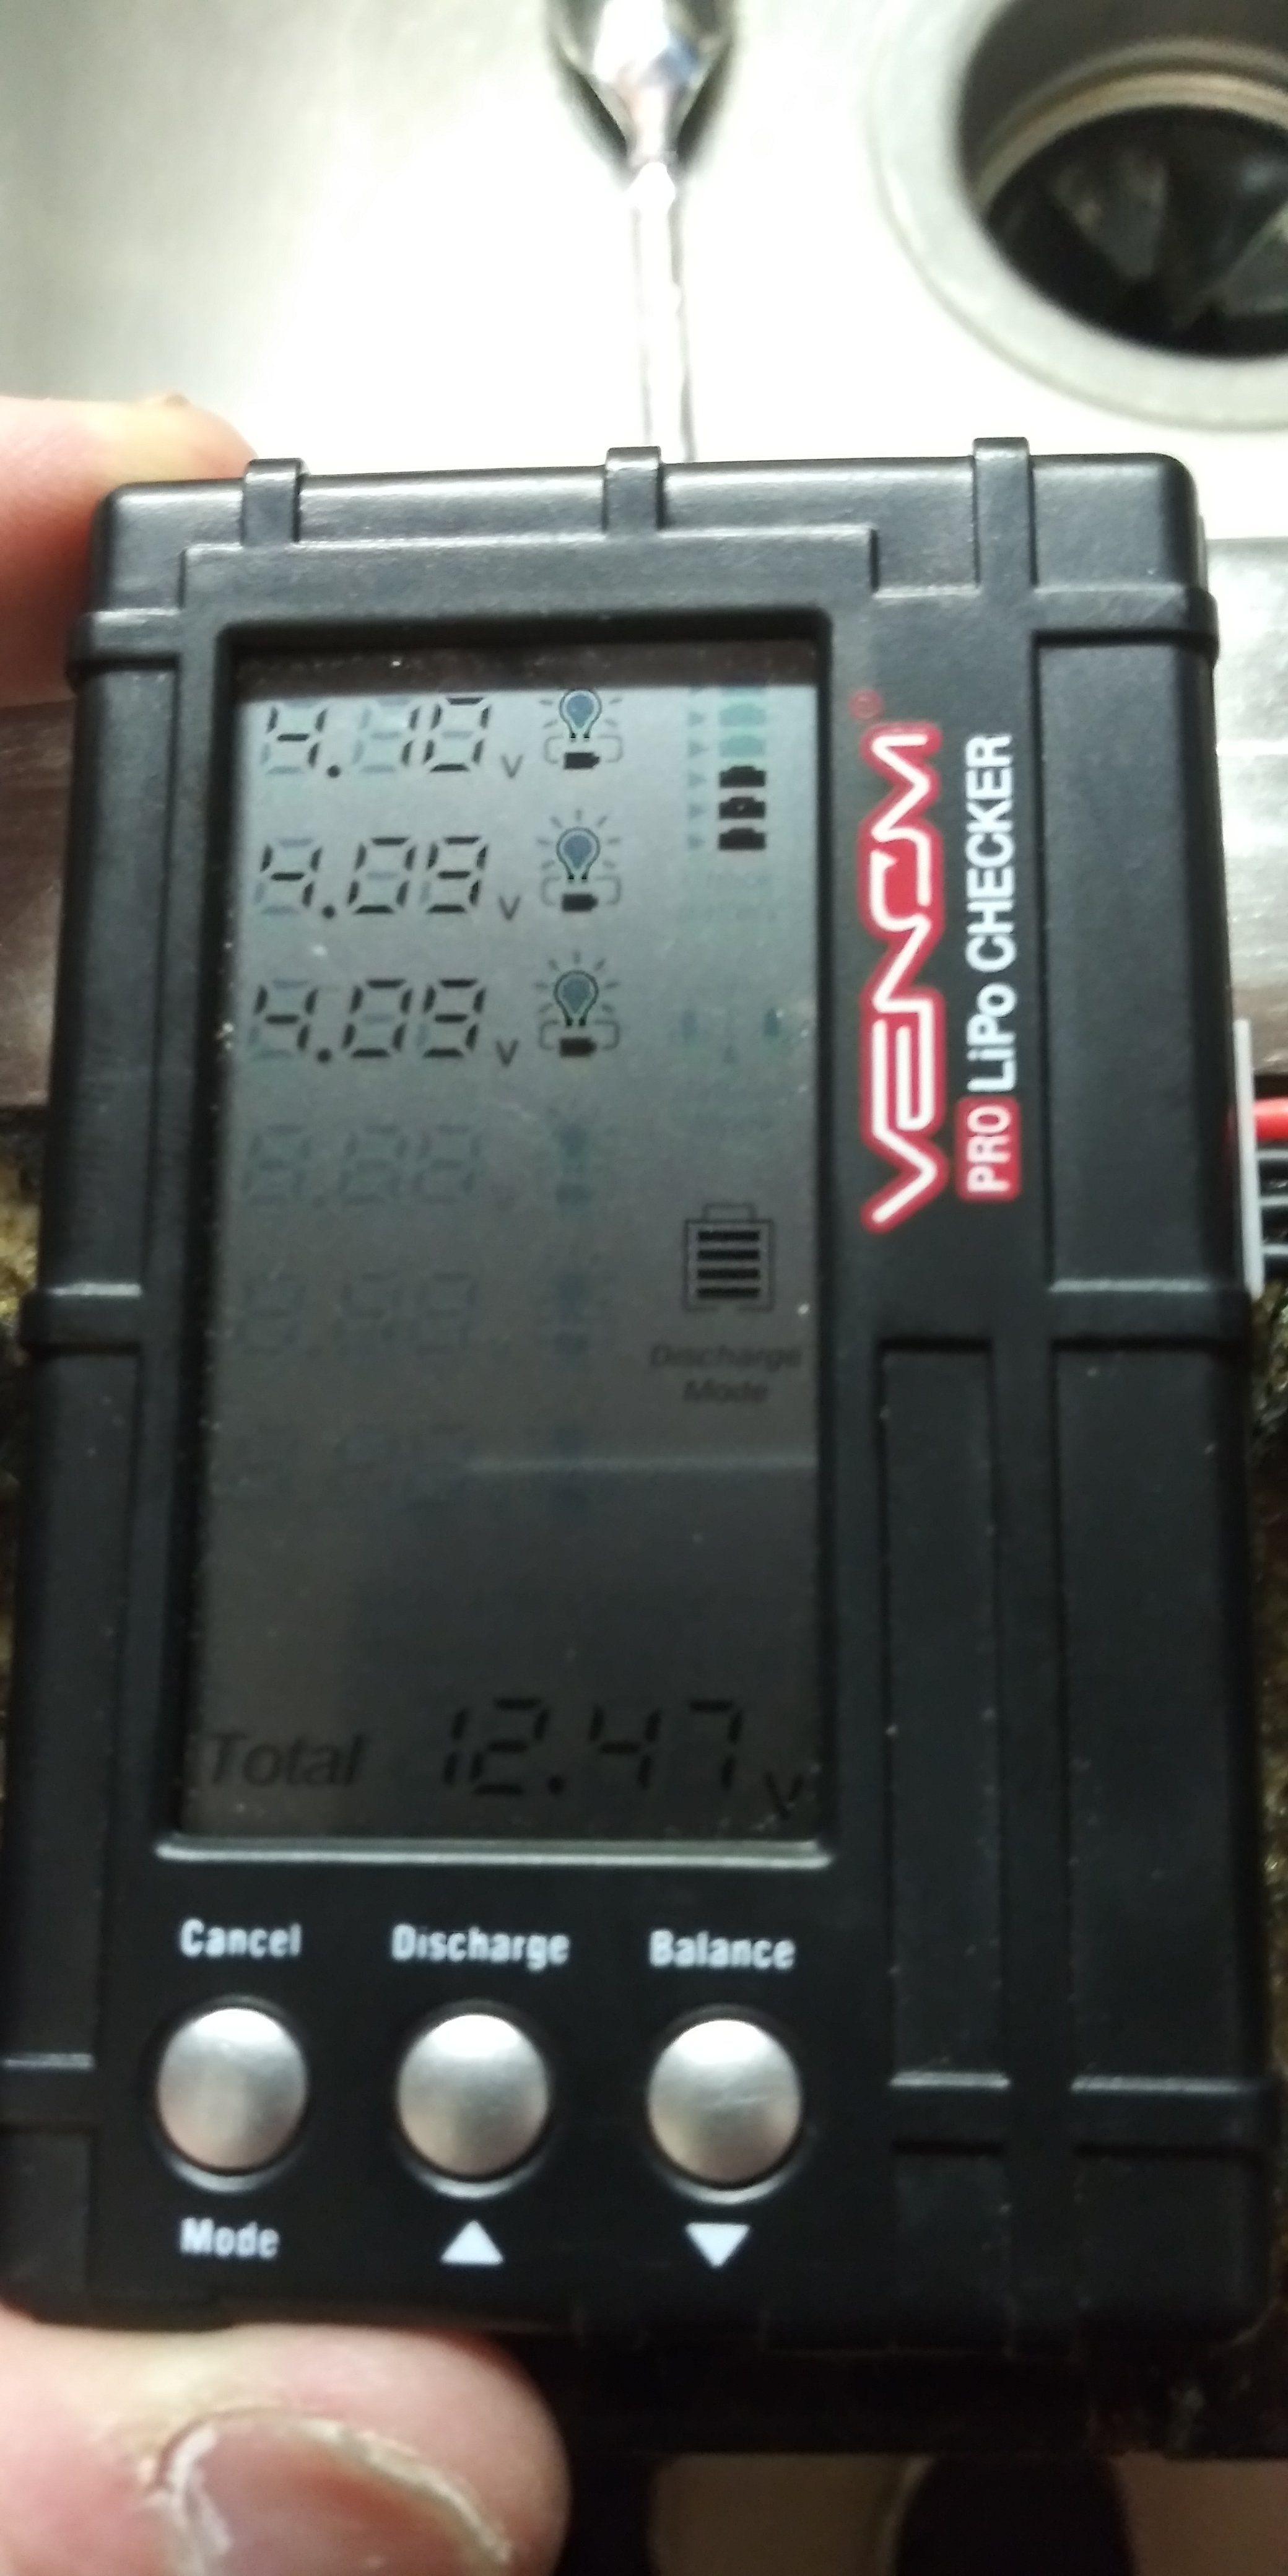 4.10 V
4.09 V
4.09 V
Discharge
Mode
Total 12.47 V
VENOM®
PRO LiPo CHECKER
Cancel Discharge Balance
Mode